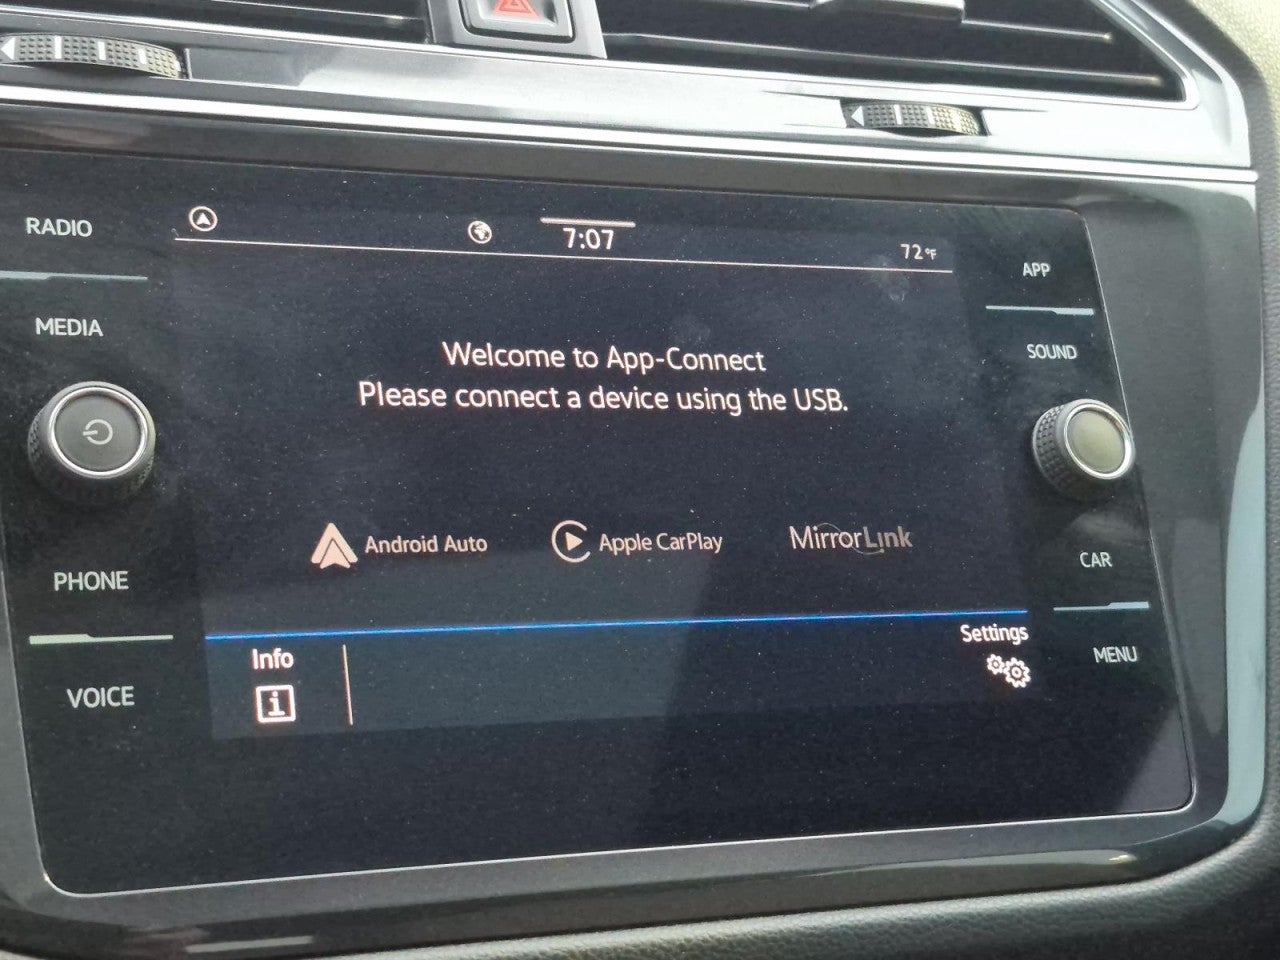 RADIO
MEDIA
PHONE
VOICE
7:07
72°F
Welcome to App-Connect
Please connect a device using the USB.
Android Auto
Apple CarPlay
MirrorLink
Info
i
Settings
APP
SOUND
CAR
MENU